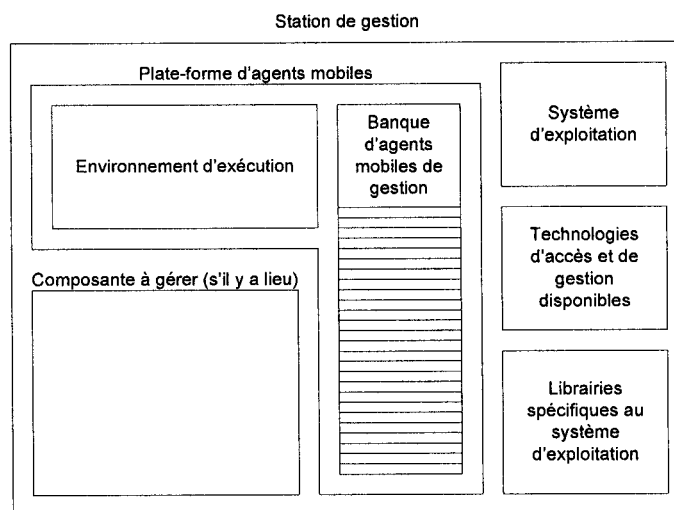 Station de gestion
Plate-forme d'agents mobiles
Environnement d'exécution
Banque
d'agents
mobiles de
gestion
Système
d'exploitation
Technologies
d'accès et de
gestion
disponibles
Composante à gérer (s'il y a lieu)
Librairies
spécifiques au
système
d'exploitation